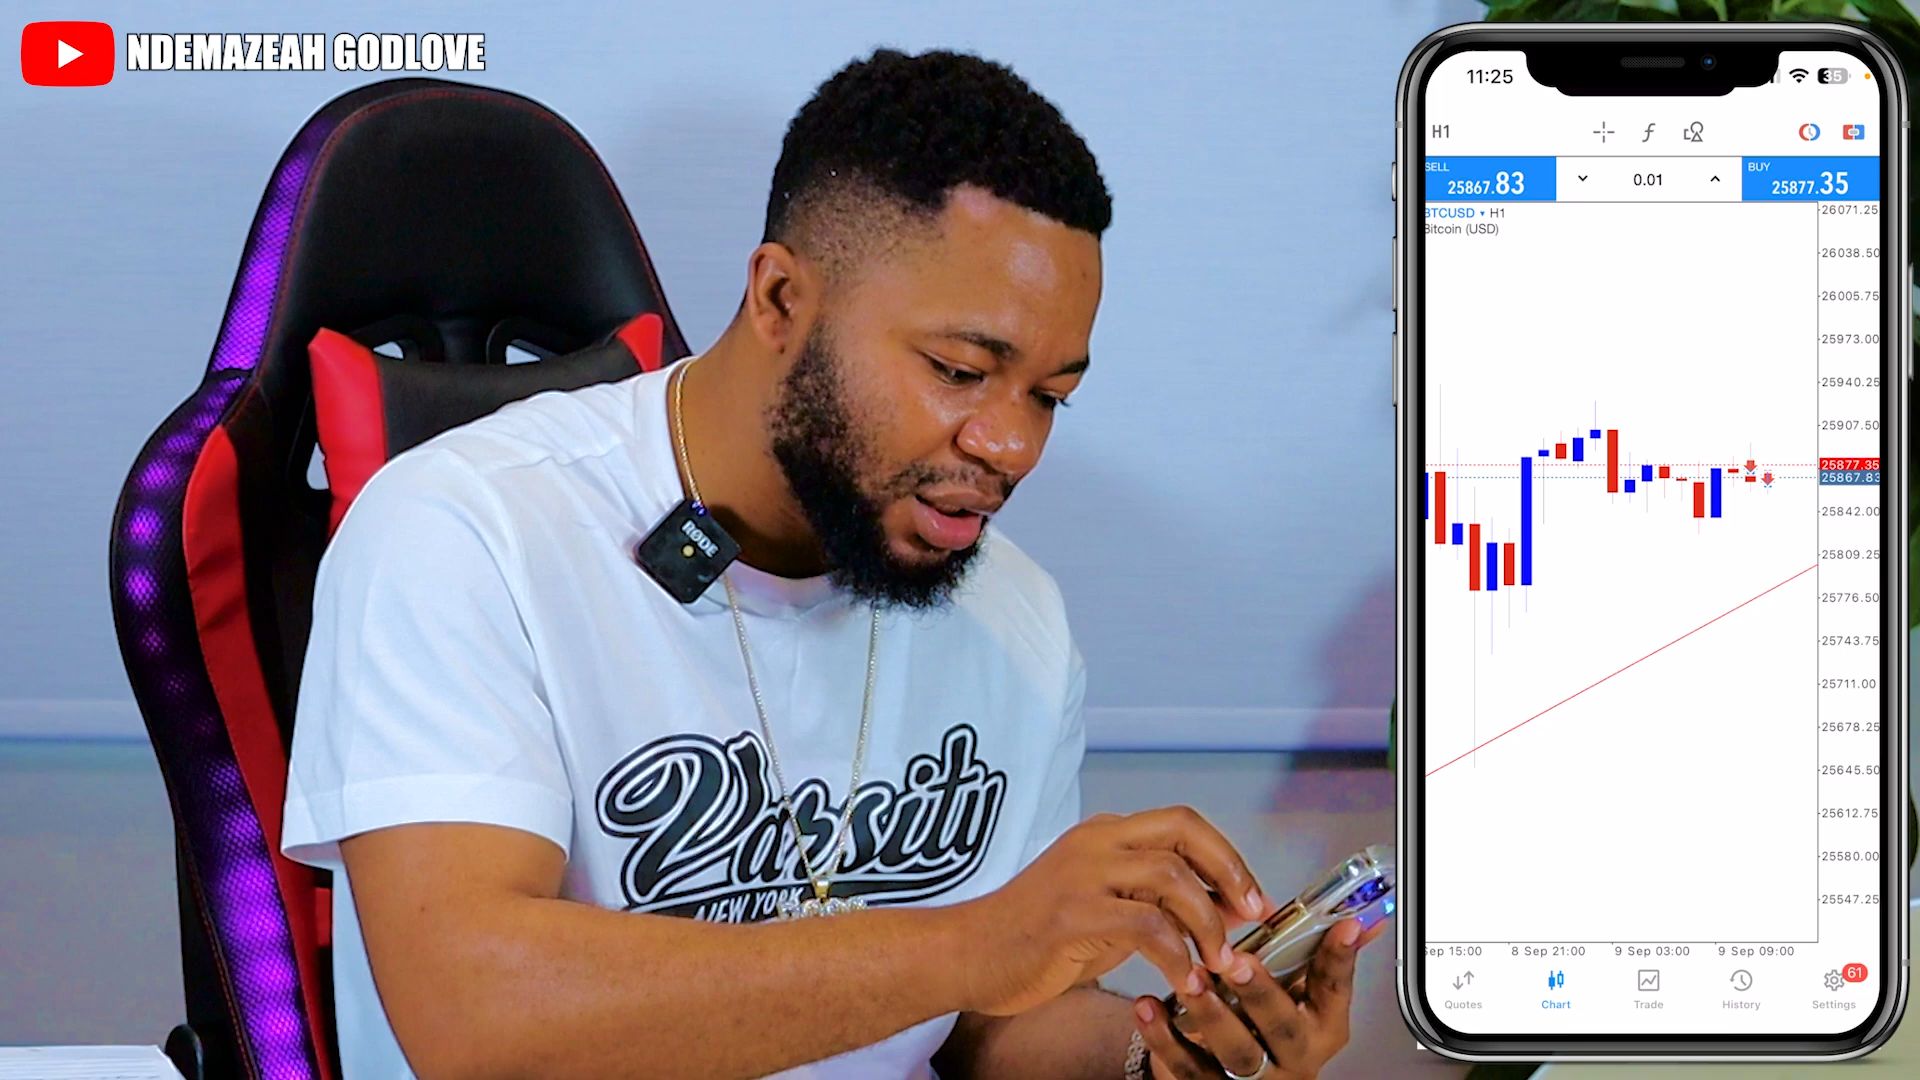 NDEMAZEAH GODLOVE
RØDE
Varsity
NEW YORK
11:25
35
H1
SELL
25867.83
0.01
BUY
25877.35
BTCUSD H1
Bitcoin (USD)
26071.25
26038.50
26005.75
25973.00
25940.25
25907.50
25877.35
25867.83
25842.00
25809.25
25776.50
25743.75
25711.00
25678.25
25645.50
25612.75
25580.00
25547.25
Sep 15:00 8 Sep 21:00 9 Sep 03:00 9 Sep 09:00
61
Quotes Chart Trade History Settings